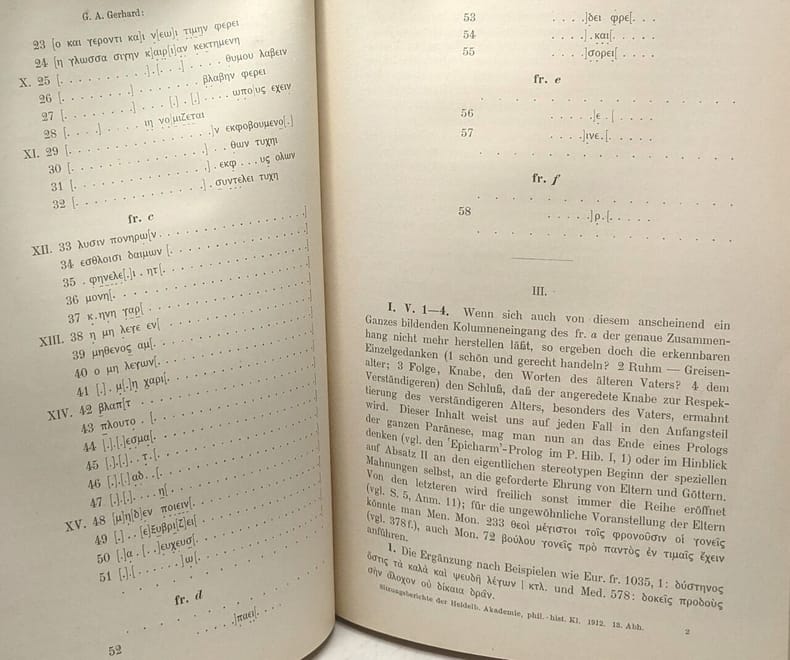 G. A. Gerhard:
23 [ο και γεροντι κα]ι ν[εω]ι τιμην φερει
24 [η γλωσσα σιγην κ]αιρ[ι]αν κεκτημενη
X. 25 [. . . . . . . . . . ] . [. . . .] . . . . θυμου λαβειν
26 [. . . . . . . . ] . . . . . . . . βλαβην φερει
27 [. . . . . . . . ] . . . . [.] . [.] . . . . ωπο]υς εχειν
28 [. . . .] . . . . . ιη νο]μιζεται
XI. 29 [. . . . . . . . . . . . . . . . ]ν εκφοβουμενο[.]
30 [. . . . . . . . . . . . . . . ] . . . θων τυχηι
31 [. . . . . . . . . . . . . . . ] . εκφ . . . υς ολων
32 [. . . . . . . . . . . . . . . ] . συντελει τυχη
fr. c
XII. 33 λυσιν πονηρω[ν . . . . . . . . . . . . . . .]
34 εσθλοισι δαιμων [. . . . . . . . . . . . . . .]
35 . φηνελε[.]ι . ητ[. . . . . . . . . . . . . . .]
36 μονη[. . . . . . . . . . . . . . . . . . . .]
37 κ.ηνη γαρ[ . . . . . . . . . . . . . . . . .]
XIII. 38 η μη λεγε εν[ . . . . . . . . . . . . . . .]
39 μηθενος αμ[. . . . . . . . . . . . . . . .]
40 ο μη λεγων[. . . . . . . . . . . . . . . .]
41 [.] . μ[.]η χαρι[. . . . . . . . . . . . . . .]
XIV. 42 βλαπ[τ . . . . . . . . . . . . . . . . . .]
43 πλουτο . [. . . . . . . . . . . . . . . . .]
44 [.].[.]εσμα[. . . . . . . . . . . . . . . .]
45 [.].[.]. . τ. [. . . . . . . . . . . . . . .]
46 [.].[.]αδ . .[. . . . . . . . . . . . . . .]
47 [.].[.]. . . . η[ . . . . . . . . . . . . . .]
XV. 48 [μ]η[δ]εν ποιειν[. . . . . . . . . . . .]
49 [.] . . [ε]ξυβρι[ζ]ει[ . . . . . . . . . . .]
50 [.]α . [. .]ευχευσ[. . . . . . . . . . . .]
51 [.].[. . . . . . . ]ω[. . . . . . . . . . .]
fr. d
52 . . . . . .]παει[. . . .
53 . . . .]δει φρε[. . . .
54 . . . .] . και[. . . . .
55 . . . .]σορει[ . . . .
fr. e
56 . . . . .]ε . [ . . . .
57 . . . .]ινε.[. . . . .
fr. f
58 . . . . .]ρ.[. . . . .
III.
I. V. 1—4. Wenn sich auch von diesem anscheinend ein
Ganzes bildenden Kolumneneingang des fr. a der genaue Zusammen-
hang nicht mehr herstellen läßt, so ergeben doch die erkennbaren
Einzelgedanken (1 schön und gerecht handeln? 2 Ruhm — Greisen-
alter; 3 Folge, Knabe, den Worten des älteren Vaters? 4 dem
Verständigeren) den Schluß, daß der angeredete Knabe zur Respek-
tierung des verständigeren Alters, besonders des Vaters, ermahnt
wird. Dieser Inhalt weist uns auf jeden Fall in den Anfangsteil
der ganzen Paränese, mag man nun an das Ende eines Prologs
denken (vgl. den 'Epicharm'-Prolog im P. Hib. I, 1) oder im Hinblick
auf Absatz II an den eigentlichen stereotypen Beginn der speziellen
Mahnungen selbst, an die geforderte Ehrung von Eltern und Göttern.
Von den letzteren wird freilich sonst immer die Reihe eröffnet
(vgl. S. 5, Anm. 11); für die ungewöhnliche Voranstellung der Eltern
könnte man Men. Mon. 233 θεοὶ μέγιστοι τοῖς φρονοῦσιν οἱ γονεῖς
(vgl. 378 f.), auch Mon. 72 βούλου γονεῖς πρὸ παντὸς ἐν τιμαῖς ἔχειν
anführen.
1. Die Ergänzung nach Beispielen wie Eur. fr. 1035, 1: δύστηνος
ὅστις τὰ καλὰ καὶ ψευδῆ λέγων | κτλ. und Med. 578: δοκεῖς προδοὺς
σὴν ἄλοχον οὐ δίκαια δρᾶν.
Sitzungsberichte der Heidelb. Akademie, phil.-hist. Kl. 1912. 13. Abh.
2